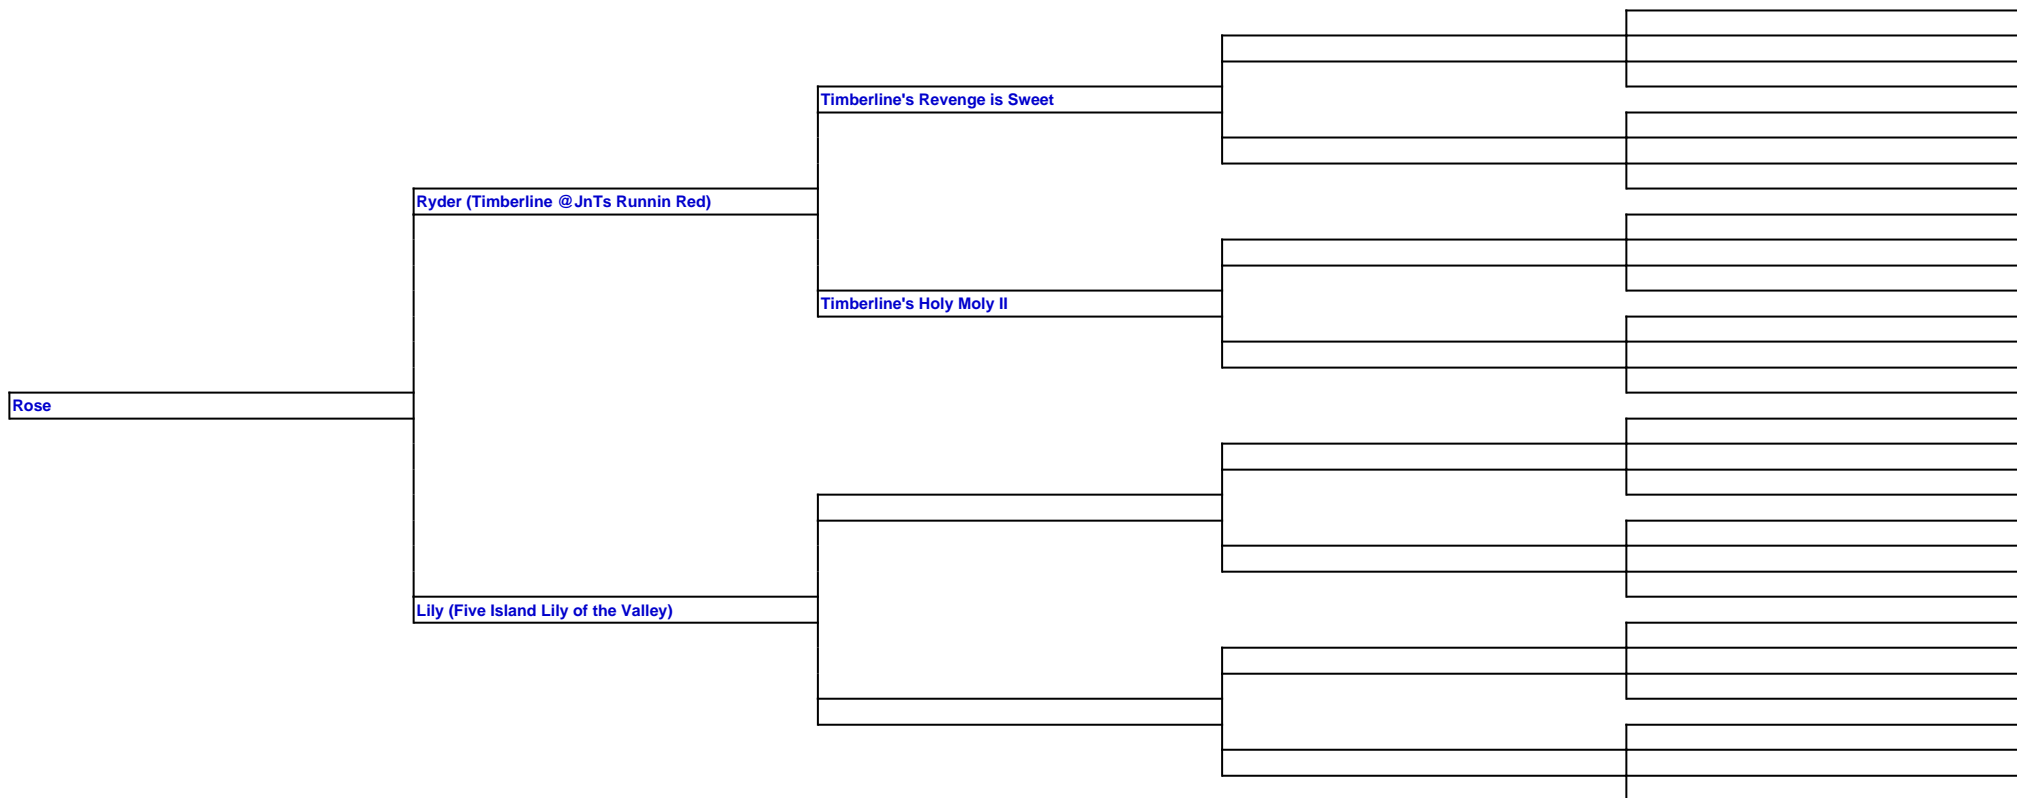 Timberline's Revenge is Sweet
Ryder (Timberline @JnTs Runnin Red)
Timberline's Holy Moly II
Rose
Lily (Five Island Lily of the Valley)